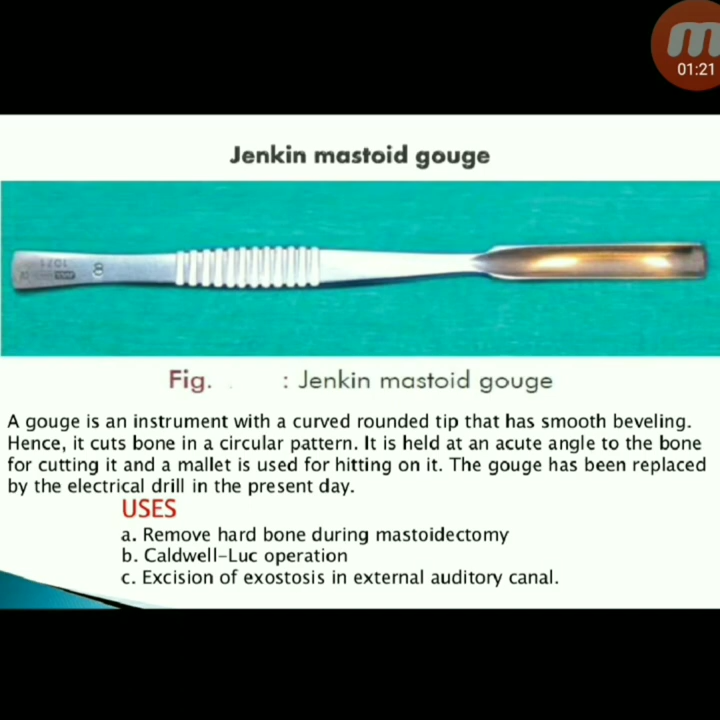 01:21
Jenkin mastoid gouge
8
Fig. : Jenkin mastoid gouge
A gouge is an instrument with a curved rounded tip that has smooth beveling.
Hence, it cuts bone in a circular pattern. It is held at an acute angle to the bone
for cutting it and a mallet is used for hitting on it. The gouge has been replaced
by the electrical drill in the present day.
USES
a. Remove hard bone during mastoidectomy
b. Caldwell-Luc operation
c. Excision of exostosis in external auditory canal.